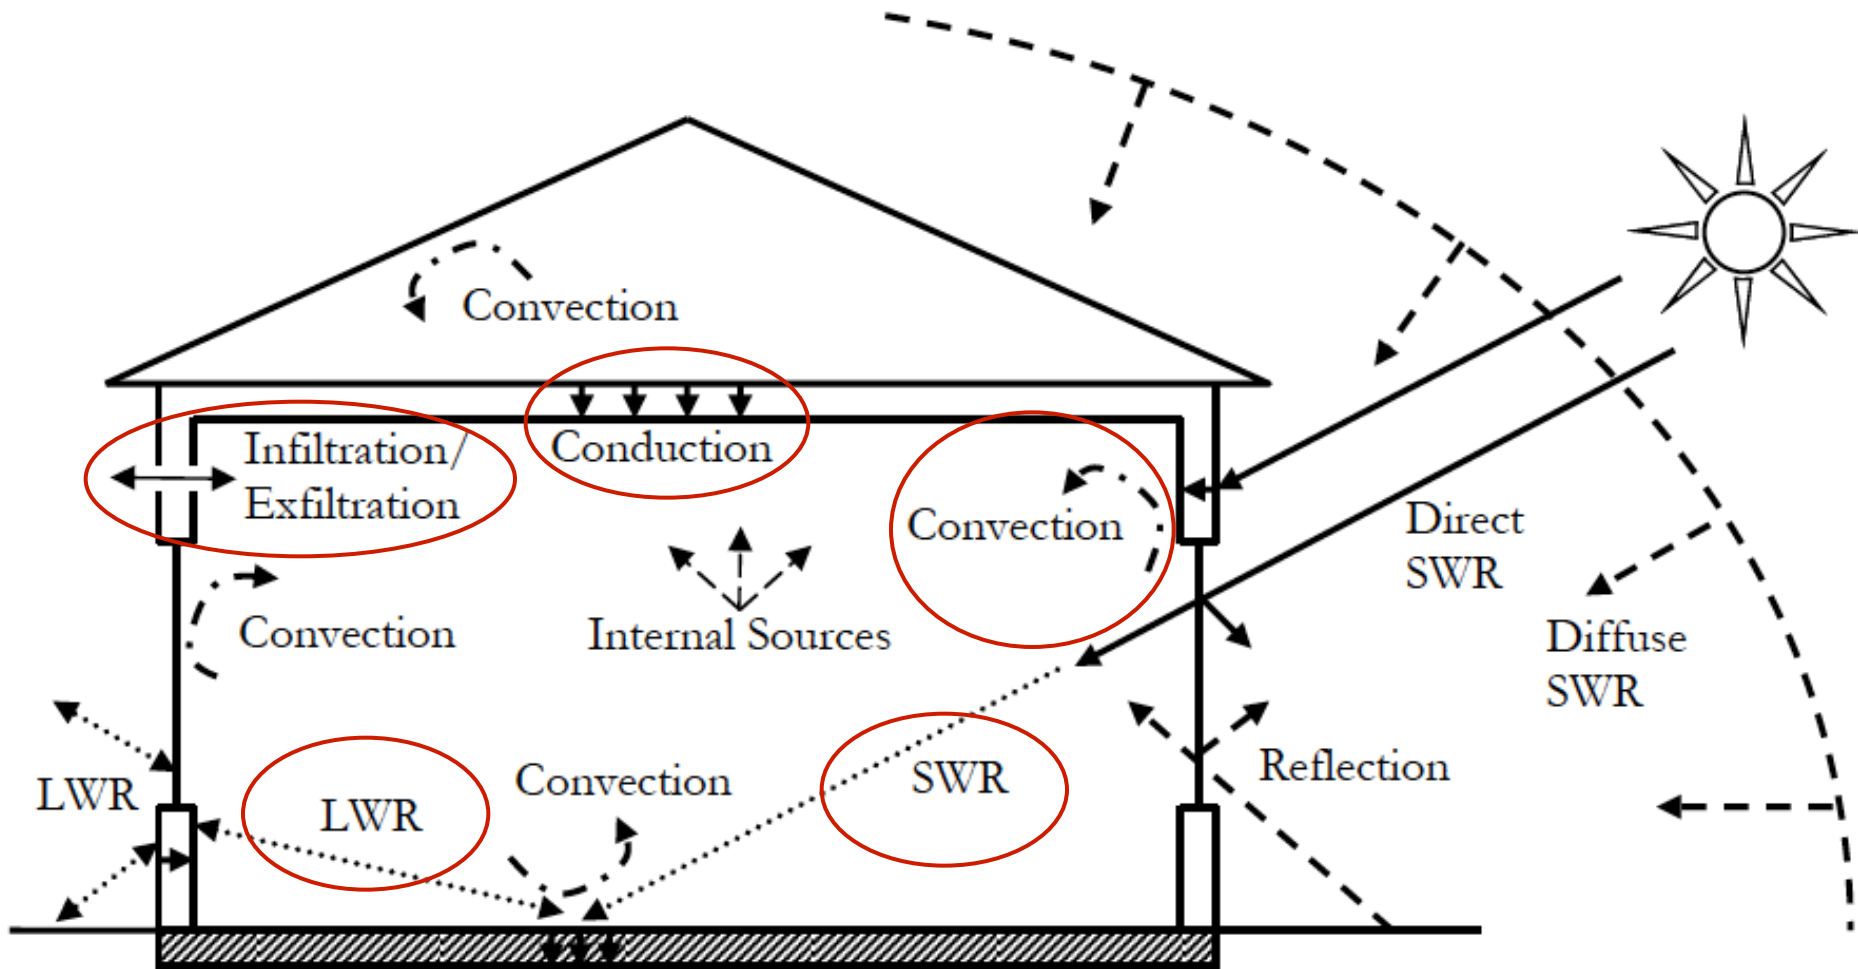 Convection
Infiltration/
Exfiltration
Conduction
Convection
Direct
SWR
Convection
Internal Sources
Diffuse
SWR
LWR
LWR
Convection
SWR
Reflection